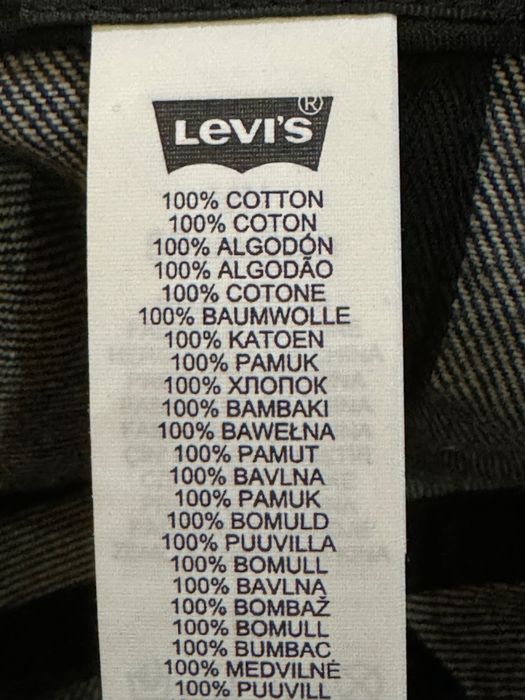 LEVI'S®
100% COTTON
100% COTON
100% ALGODÓN
100% ALGODÃO
100% COTONE
100% BAUMWOLLE
100% KATOEN
100% PAMUK
100% ХЛОПОК
100% BAMBAKI
100% BAWEŁNA
100% PAMUT
100% BAVLNA
100% PAMUK
100% BOMULD
100% PUUVILLA
100% BOMULL
100% BAVLNĄ
100% BOMBAŽ
100% BOMULL
100% BUMBAC
100% MEDVILNĖ
100% PUUVILL